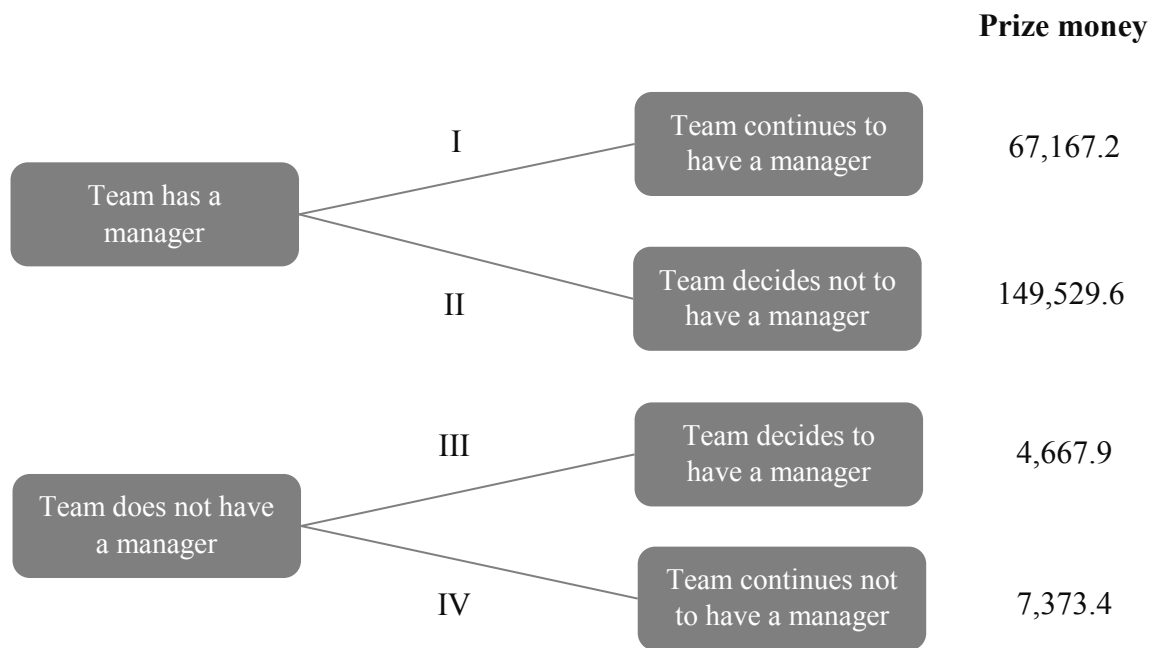 Prize money
I
Team continues to
have a manager
67,167.2
Team has a
manager
II
Team decides not to
have a manager
149,529.6
III
Team decides to
have a manager
4,667.9
Team does not have
a manager
IV
Team continues not
to have a manager
7,373.4